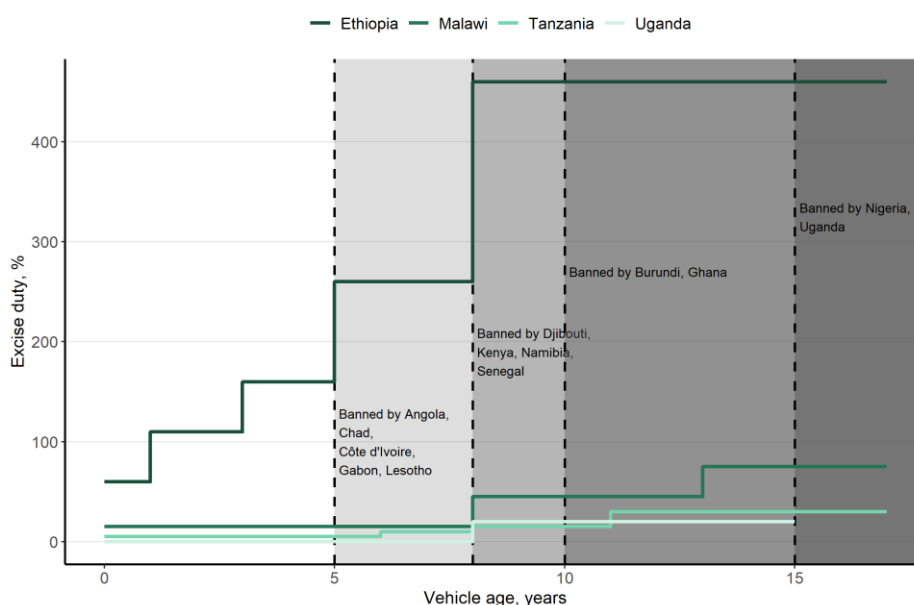 Ethiopia Malawi Tanzania Uganda
Excise duty, %
400
300
200
100
0
Banned by Nigeria,
Uganda
Banned by Burundi, Ghana
Banned by Djibouti,
Kenya, Namibia,
Senegal
Banned by Angola,
Chad,
Côte d'Ivoire,
Gabon, Lesotho
0 5 10 15
Vehicle age, years